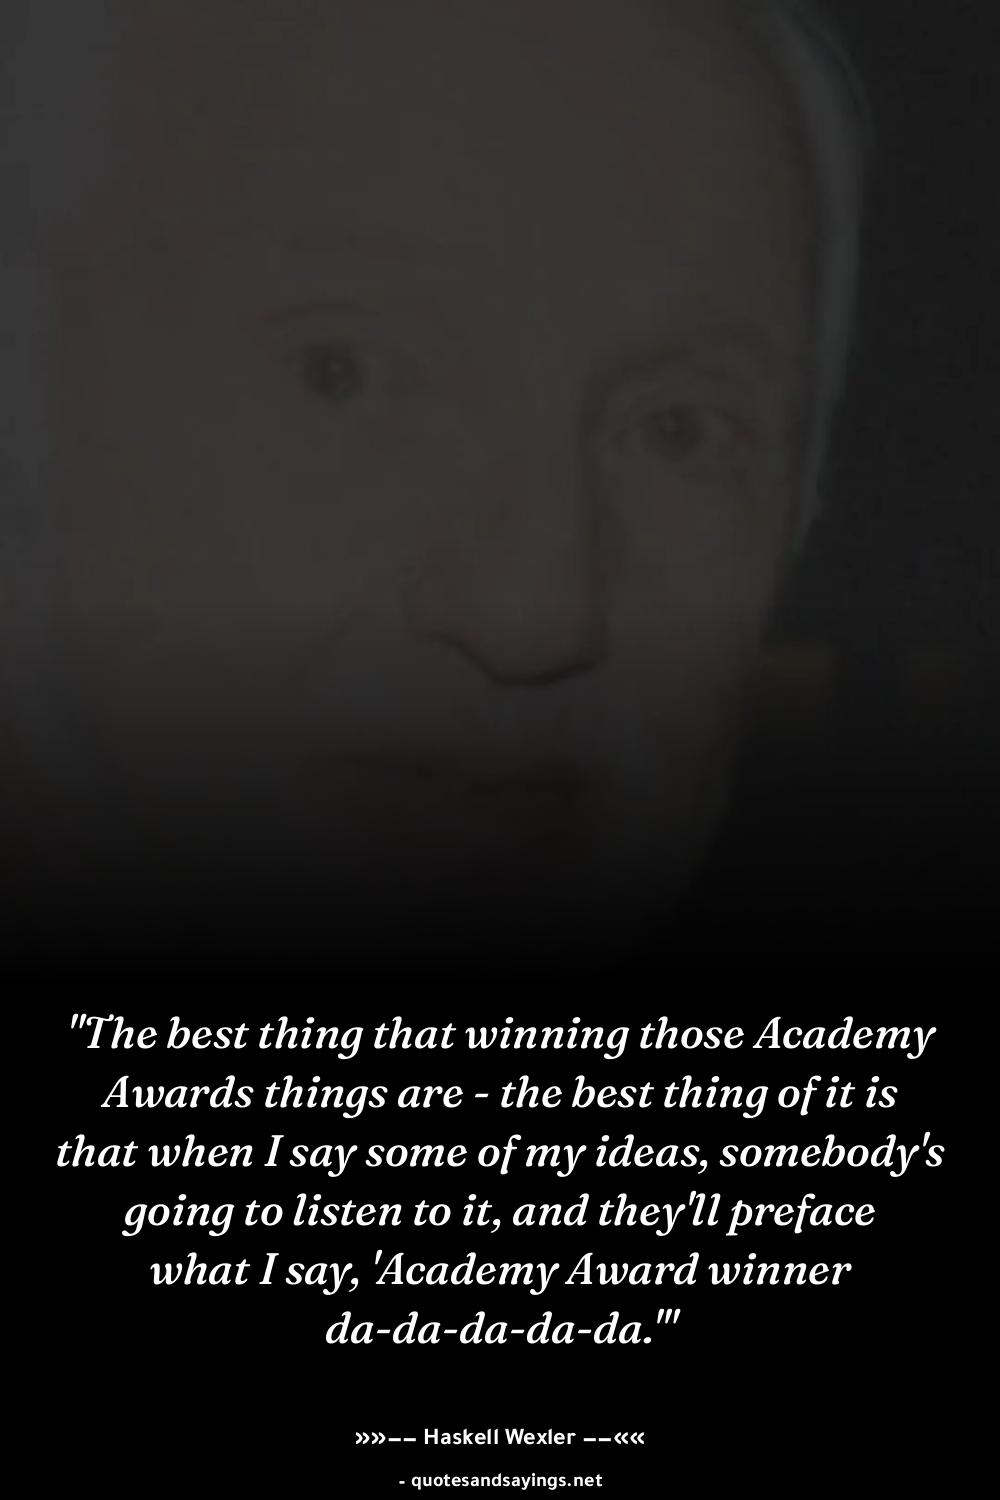 "The best thing that winning those Academy
Awards things are - the best thing of it is
that when I say some of my ideas, somebody's
going to listen to it, and they'll preface
what I say, 'Academy Award winner
da-da-da-da-da.'"
»»–– Haskell Wexler ––««
- quotesandsayings.net